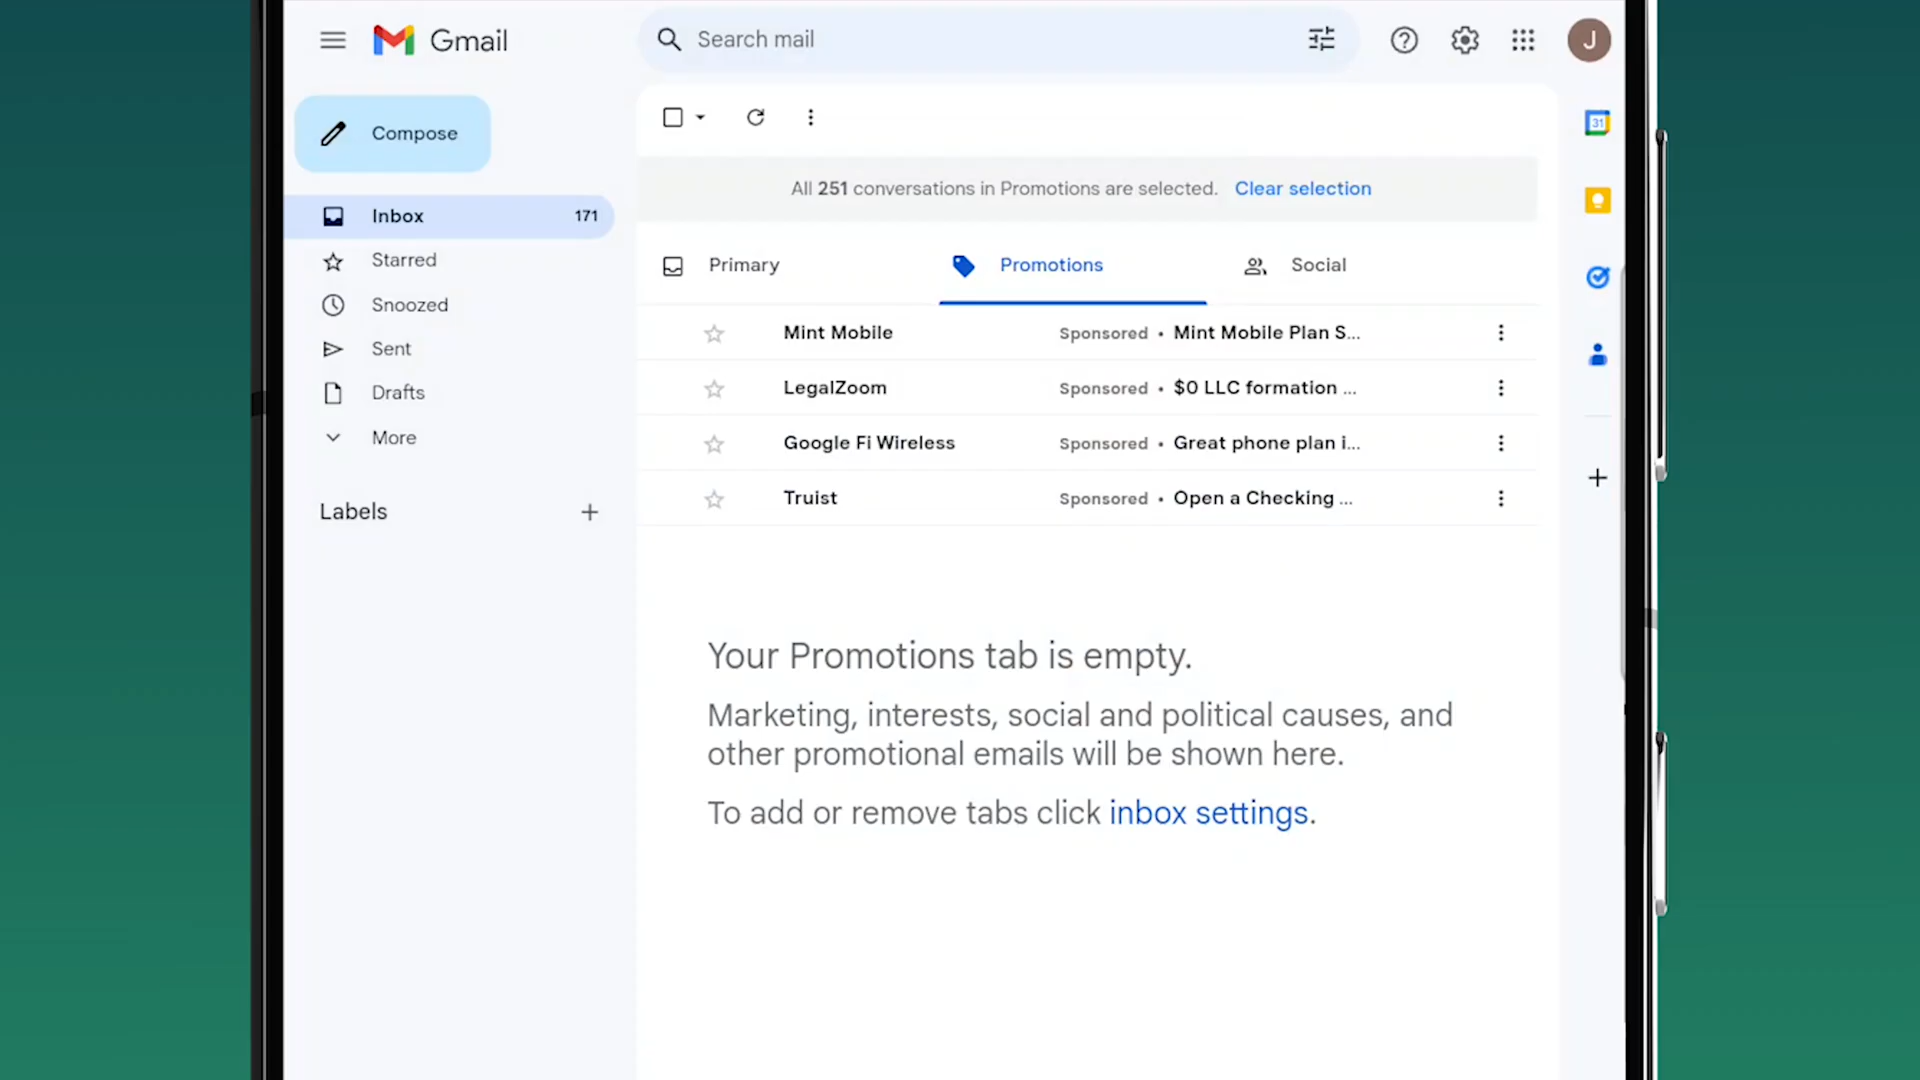 Gmail
Search mail
J
Compose
31
All 251 conversations in Promotions are selected. Clear selection
Inbox 171
Starred
Snoozed
Sent
Drafts
More
Labels
Primary Promotions Social
Mint Mobile Sponsored • Mint Mobile Plan S...
LegalZoom Sponsored • $0 LLC formation ...
Google Fi Wireless Sponsored • Great phone plan i...
Truist Sponsored • Open a Checking ...
Your Promotions tab is empty.
Marketing, interests, social and political causes, and
other promotional emails will be shown here.
To add or remove tabs click inbox settings.